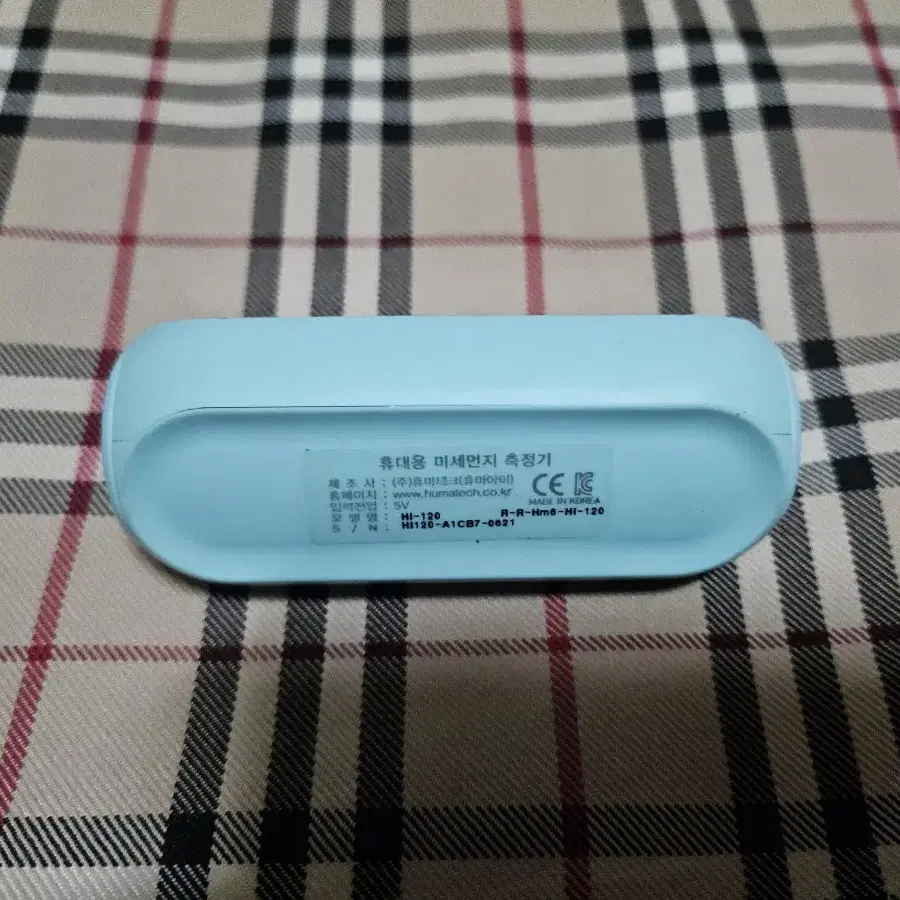 휴대용 미세먼지 측정기
제 조 사 : (주)휴마테크(휴마아이)
홈페이지 : www.humatech.co.kr
입력전압 : 5V
모 델 명 : HI-120 R-R-Hm6-HI-120
S / N : HI120-A1CB7-0621
CE
MADE IN KOREA